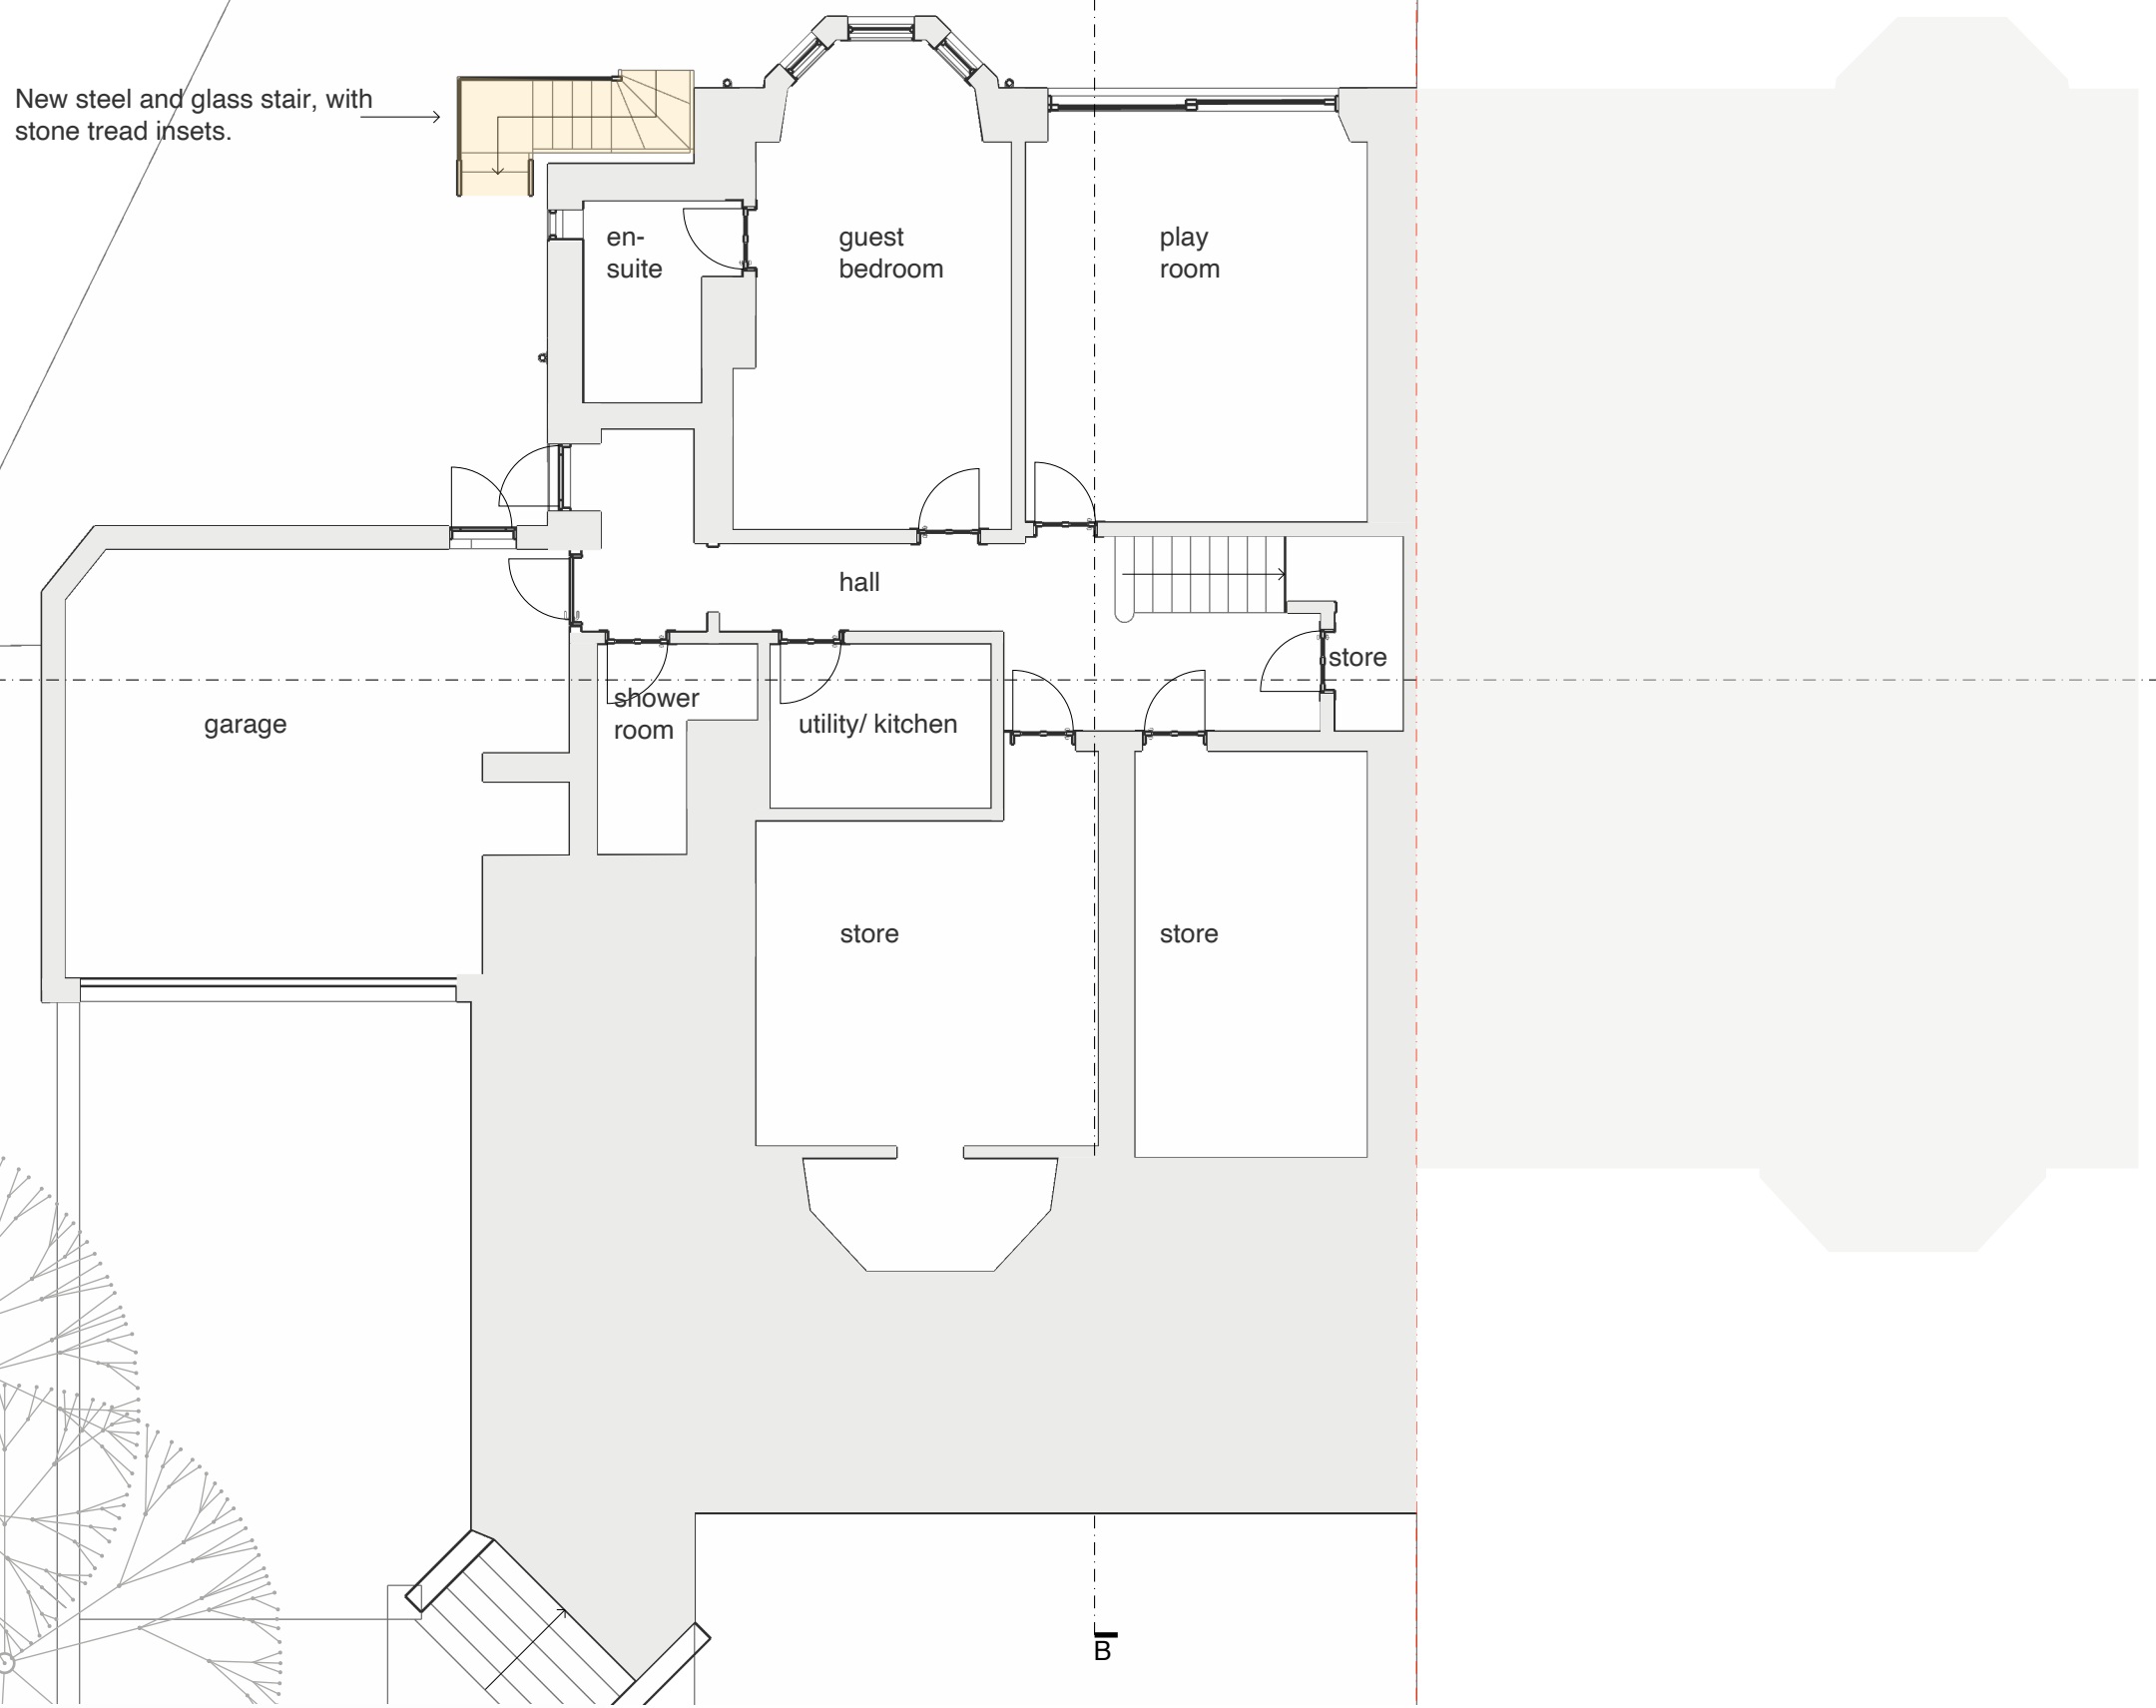 New steel and glass stair, with
stone tread insets.
en-
suite
guest
bedroom
play
room
hall
store
garage
shower
room
utility/ kitchen
store
store
B